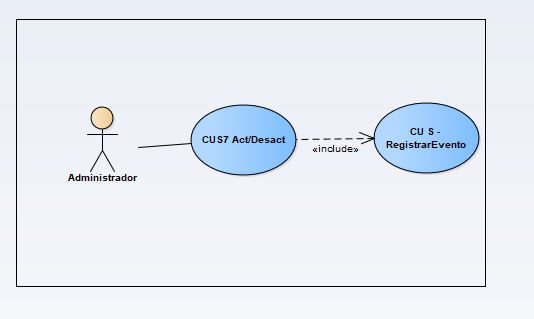 CUS7 Act/Desact
CU S -
RegistrarEvento
«include»
Administrador